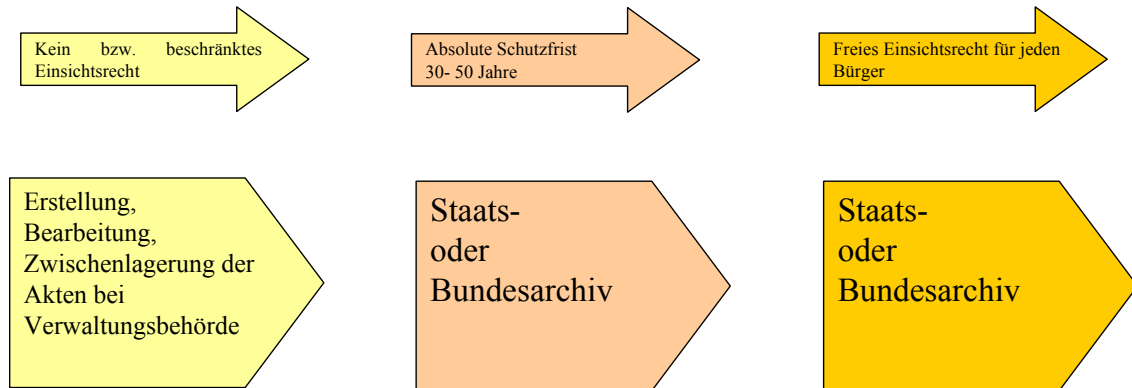 Kein bzw. beschränktes
Einsichtsrecht
Absolute Schutzfrist
30- 50 Jahre
Freies Einsichtsrecht für jeden
Bürger
Erstellung,
Bearbeitung,
Zwischenlagerung der
Akten bei
Verwaltungsbehörde
Staats-
oder
Bundesarchiv
Staats-
oder
Bundesarchiv